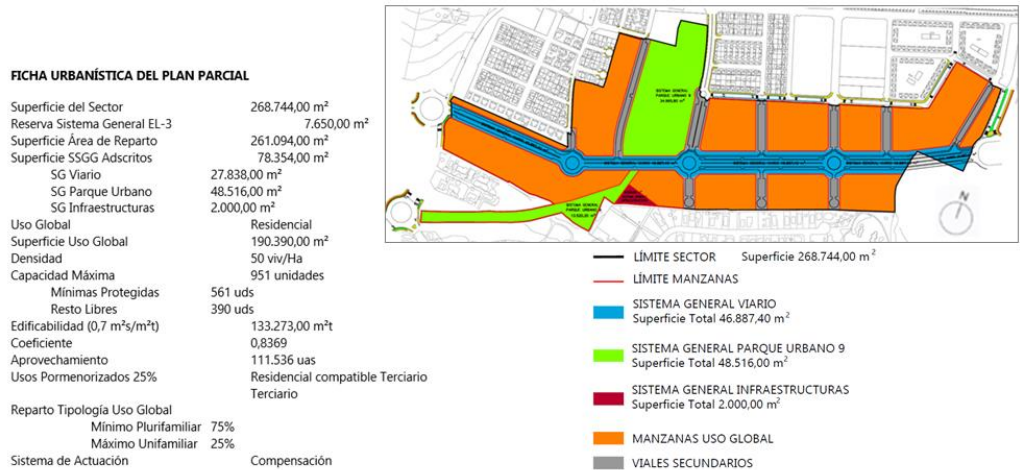 FICHA URBANÍSTICA DEL PLAN PARCIAL
Superficie del Sector 268.744,00 m²
Reserva Sistema General EL-3 7.650,00 m²
Superficie Área de Reparto 261.094,00 m²
Superficie SSGG Adscritos 78.354,00 m²
SG Viario 27.838,00 m²
SG Parque Urbano 48.516,00 m²
SG Infraestructuras 2.000,00 m²
Uso Global Residencial
Superficie Uso Global 190.390,00 m²
Densidad 50 viv/Ha
Capacidad Máxima 951 unidades
Mínimas Protegidas 561 uds
Resto Libres 390 uds
Edificabilidad (0,7 m²s/m²t) 133.273,00 m²t
Coeficiente 0,8369
Aprovechamiento 111.536 uas
Usos Pormenorizados 25% Residencial compatible Terciario
Terciario
Reparto Tipología Uso Global
Mínimo Plurifamiliar 75%
Máximo Unifamiliar 25%
Sistema de Actuación Compensación
SISTEMA GENERAL
PARQUE URBANO 9
SISTEMA GENERAL
PARQUE URBANO 9
N
LÍMITE SECTOR Superficie 268.744,00 m²
LÍMITE MANZANAS
SISTEMA GENERAL VIARIO
Superficie Total 46.887,40 m²
SISTEMA GENERAL PARQUE URBANO 9
Superficie Total 48.516,00 m²
SISTEMA GENERAL INFRAESTRUCTURAS
Superficie Total 2.000,00 m²
MANZANAS USO GLOBAL
VIALES SECUNDARIOS